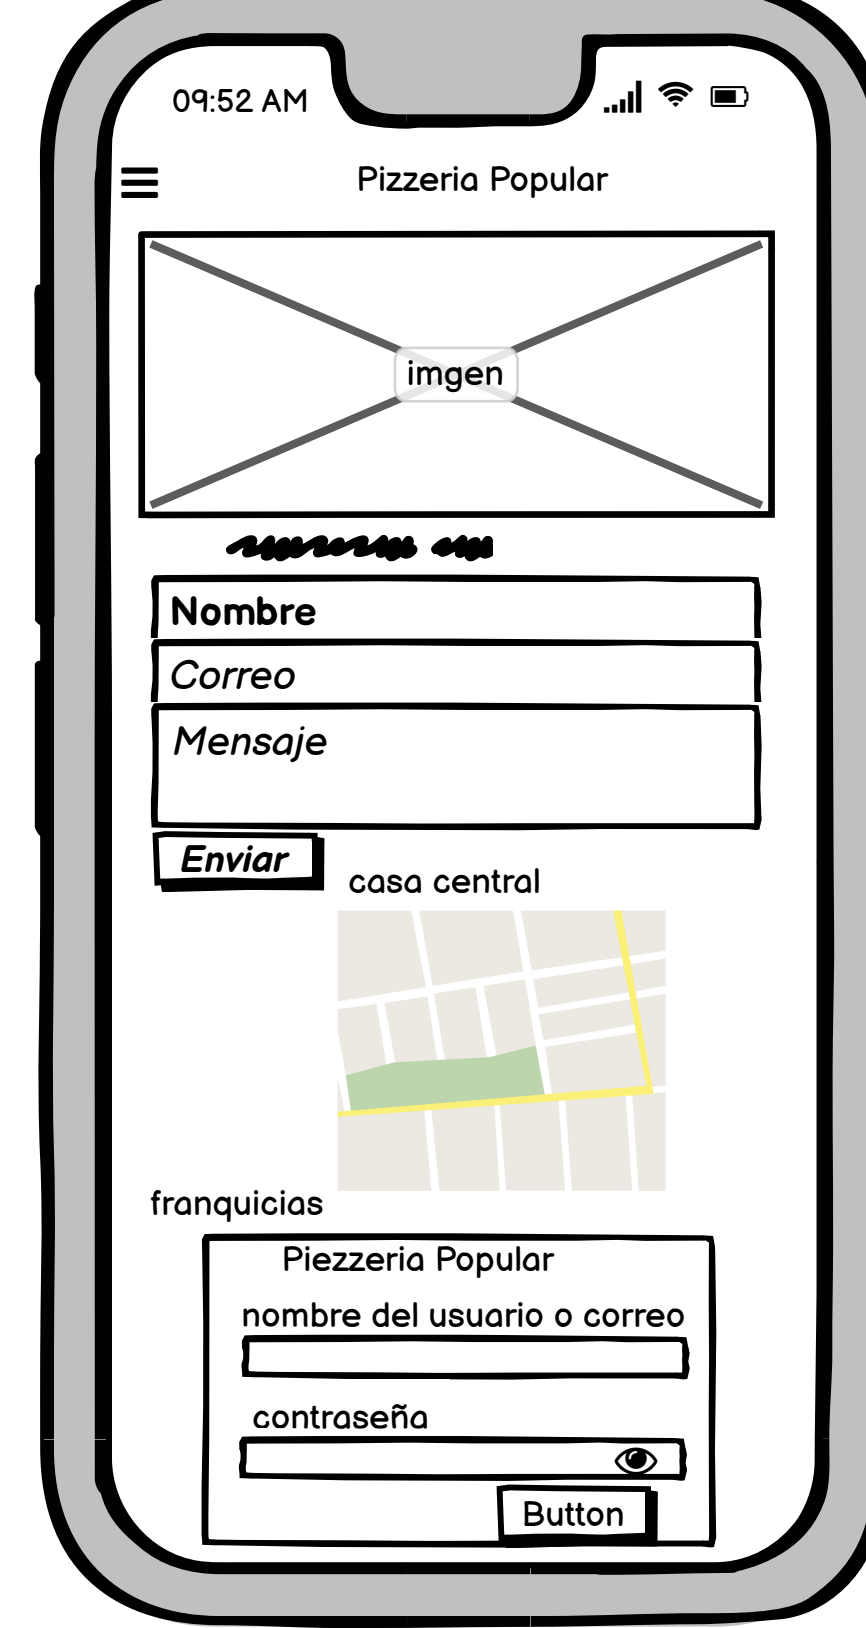 09:52 AM
Pizzeria Popular
imgen
Nombre
Correo
Mensaje
Enviar
casa central
franquicias
Piezzeria Popular
nombre del usuario o correo
contraseña
Button